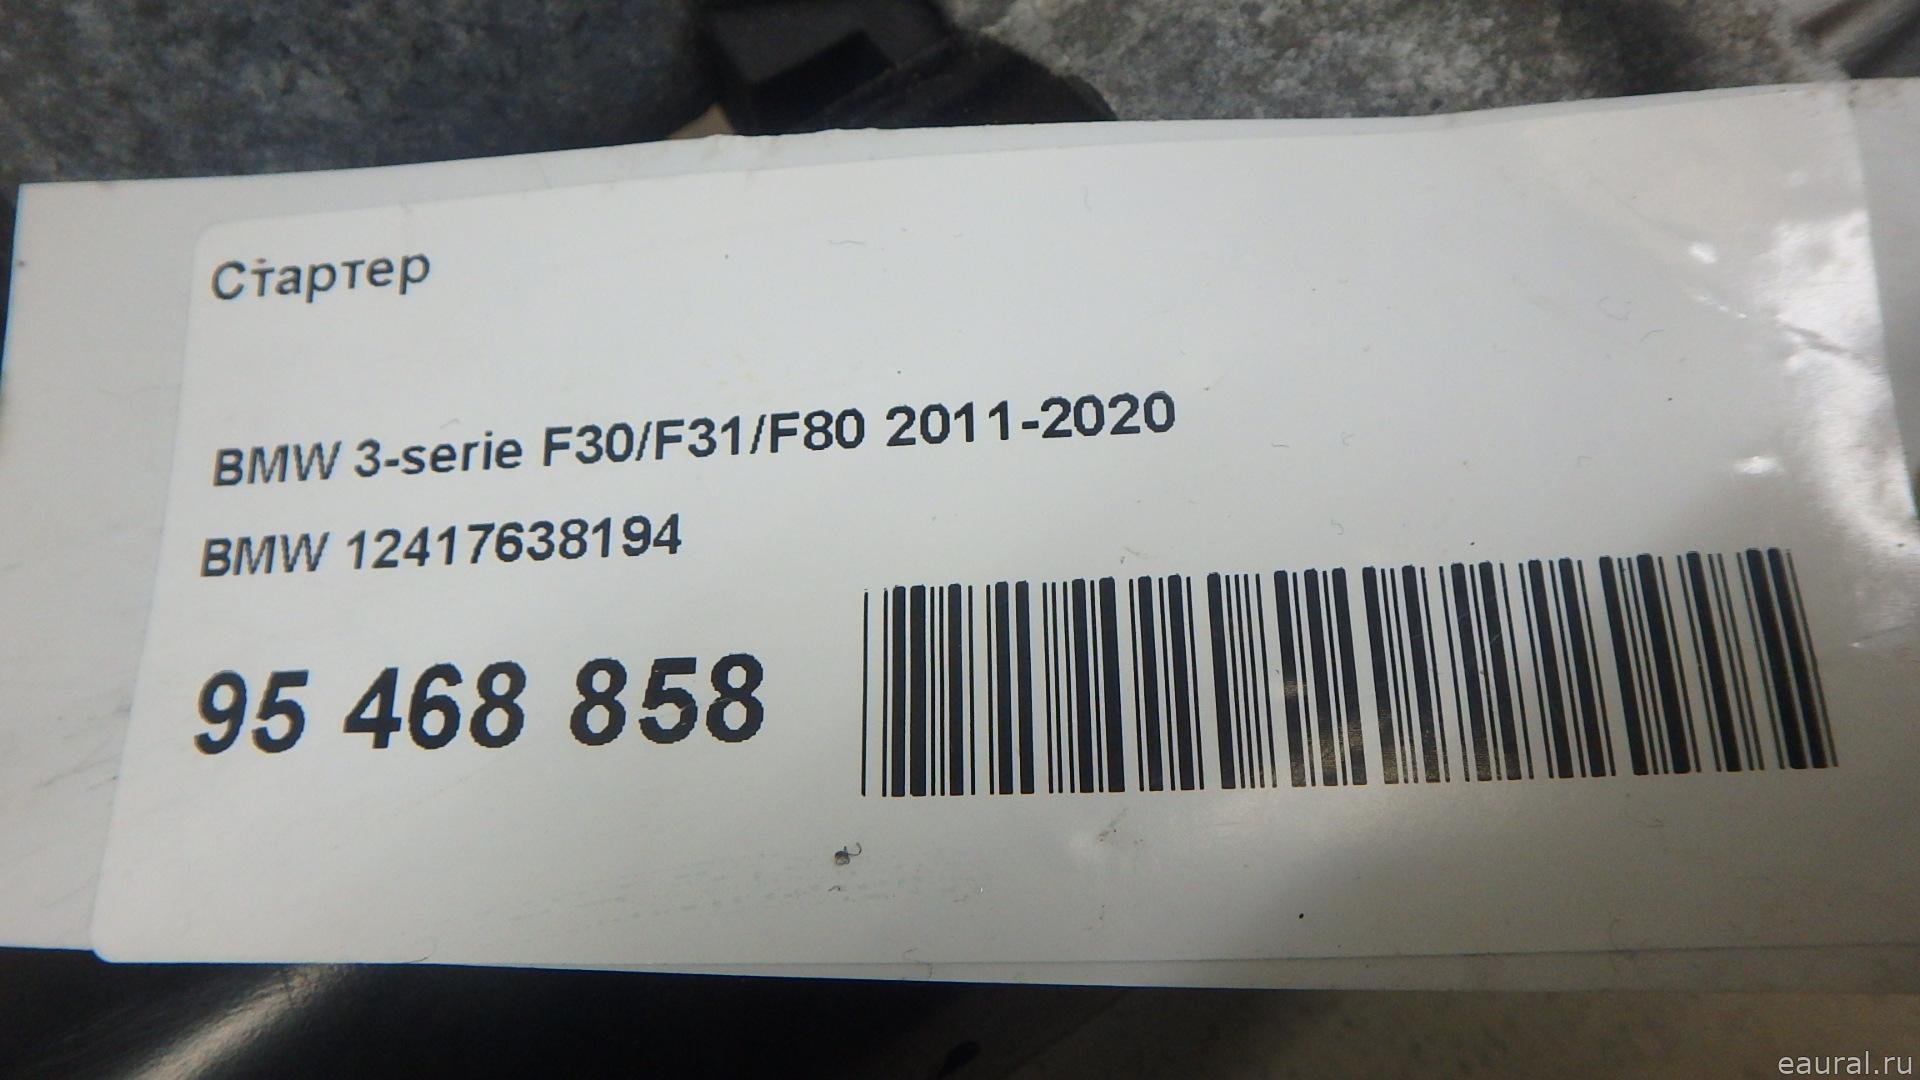 Стартер
BMW 3-serie F30/F31/F80 2011-2020
BMW 12417638194
95 468 858
eaural.ru